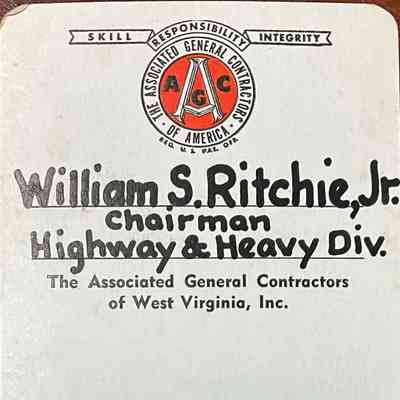 SKILL RESPONSIBILITY INTEGRITY
THE ASSOCIATED GENERAL CONTRACTORS
AGC
OF AMERICA
REG. U.S. PAT. OFF.
William S. Ritchie, Jr.
Chairman
Highway & Heavy Div.
The Associated General Contractors
of West Virginia, Inc.